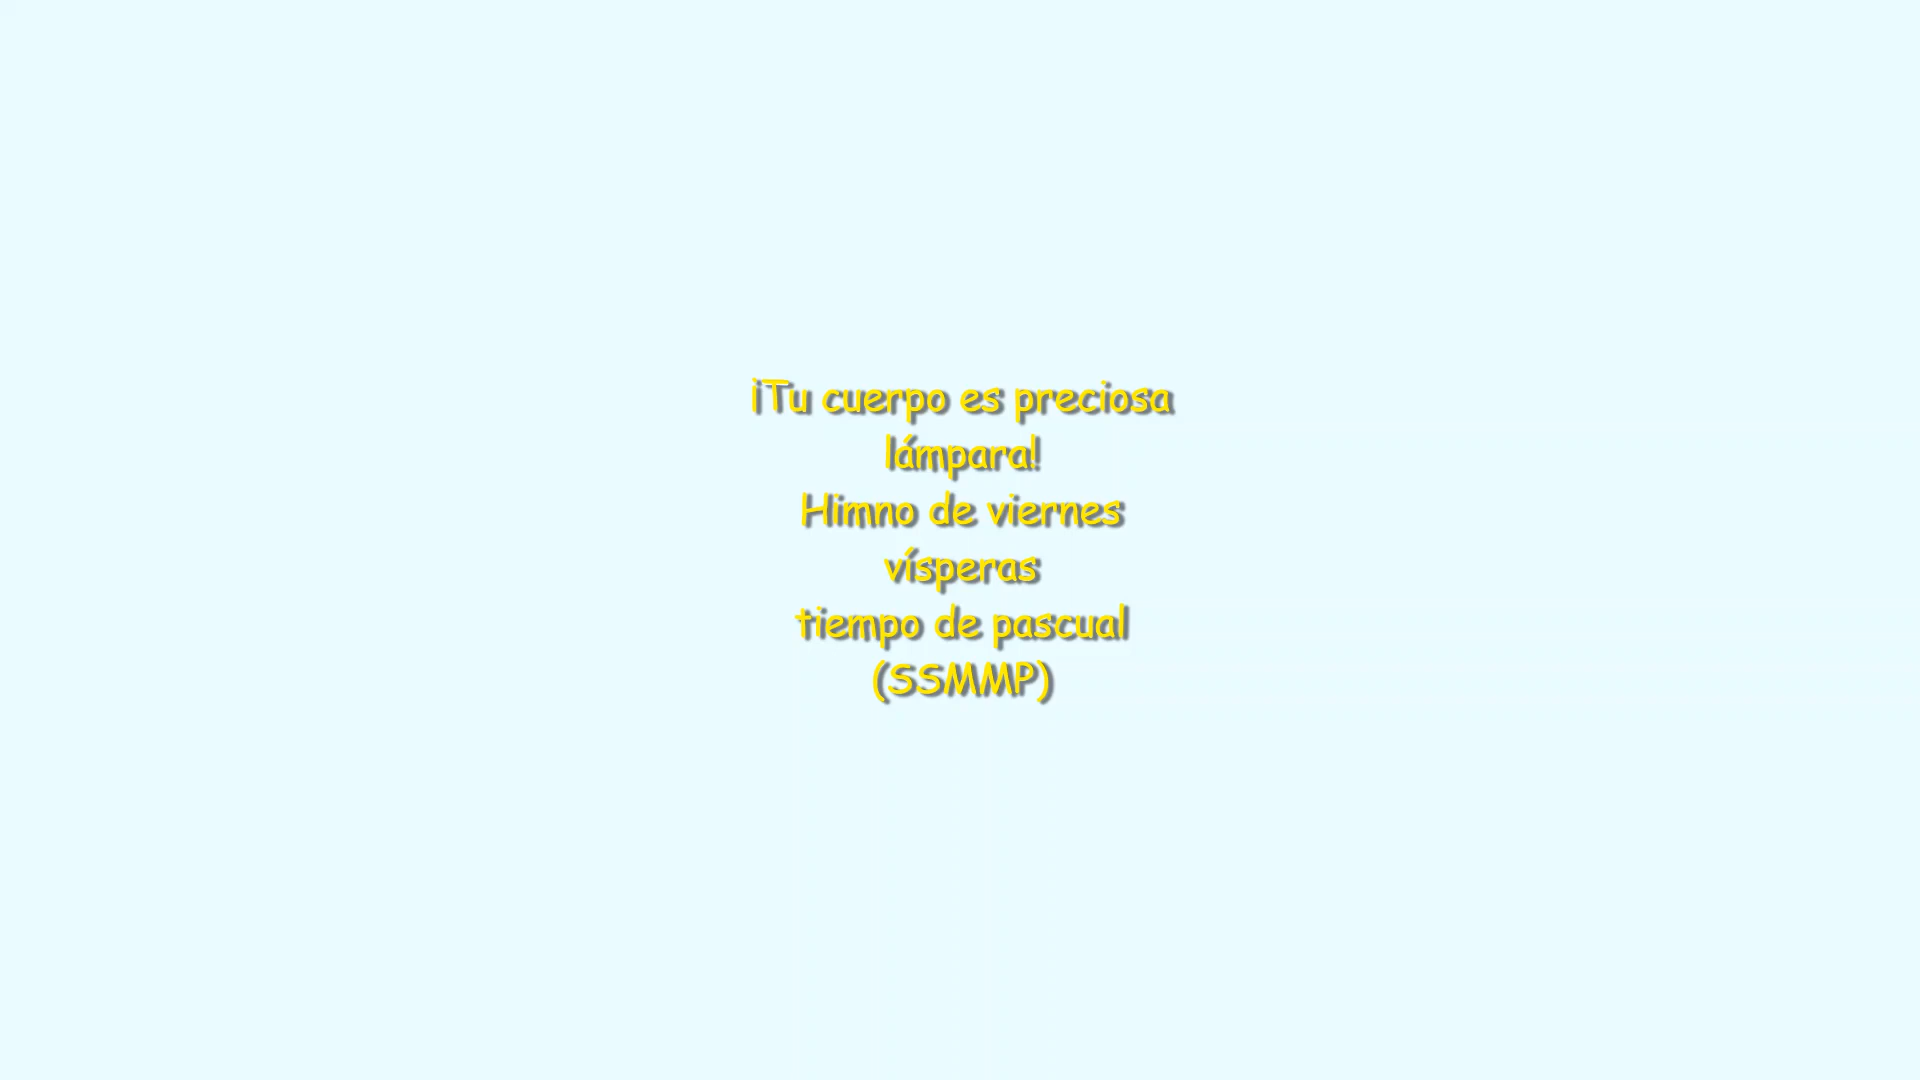 ¡Tu cuerpo es preciosa
lámpara!
Himno de viernes
vísperas
tiempo de pascual
(SSMMP)